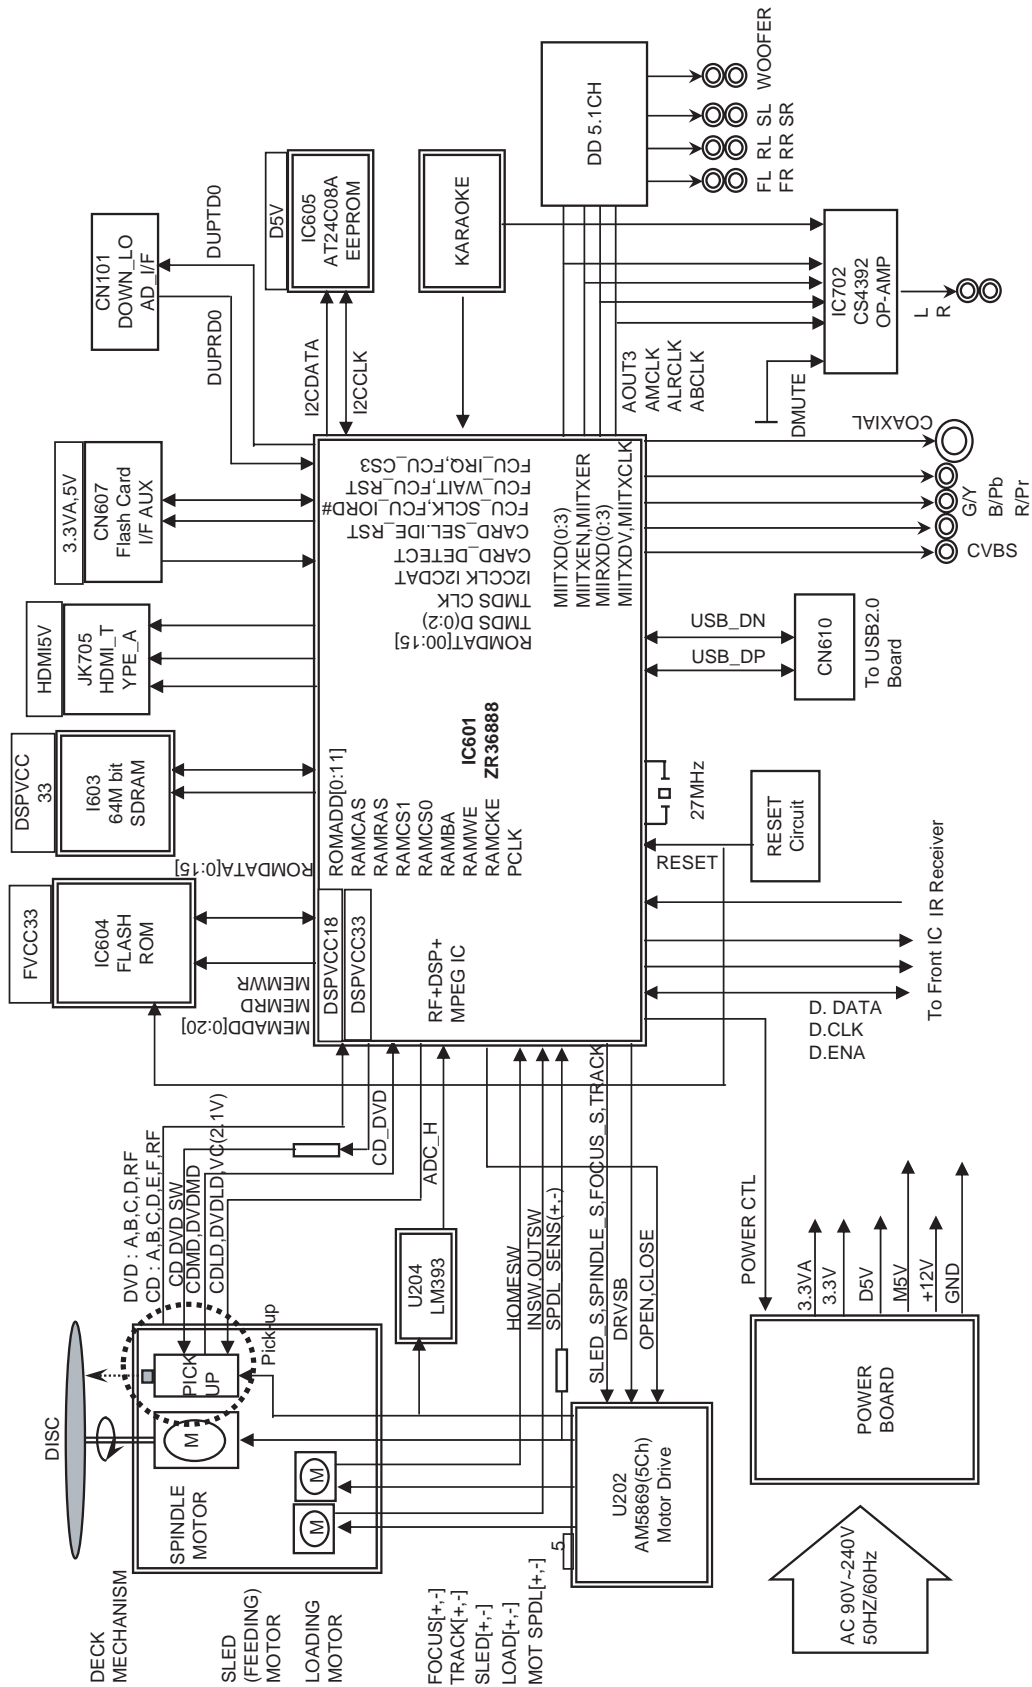 DECK
MECHANISM
DISC
SPINDLE
MOTOR
M
PICK
UP
Pick-up
SLED
(FEEDING)
MOTOR
M
LOADING
MOTOR
M
FOCUS[+,-]
TRACK[+,-]
SLED[+,-]
LOAD[+,-]
MOT SPDL[+,-]
5
U202
AM5869(5Ch)
Motor Drive
AC 90V~240V
50HZ/60Hz
POWER
BOARD
3.3VA
3.3V
D5V
M5V
+12V
GND
POWER CTL
DVD : A,B,C,D,RF
CD : A,B,C,D,E,F,RF
CD_DVD_SW
CDMD,DVDMD
CDLD,DVDLD,VC(2.1V)
CD_DVD
ADC_H
U204
LM393
HOMESW
INSW,OUTSW
SPDL_SENS(+,-)
SLED_S,SPINDLE_S,FOCUS_S,TRACK
DRVSB
OPEN,CLOSE
FVCC33
IC604
FLASH
ROM
MEMWR
MEMRD
MEMADD[0:20]
ROMDATA[0:15]
DSPVCC
33
I603
64M bit
SDRAM
HDMI5V
JK705
HDMI_T
YPE_A
3.3VA,5V
CN607
Flash Card
I/F AUX
CN101
DOWN_LO
AD_I/F
DUPRD0
DUPTD0
D5V
IC605
AT24C08A
EEPROM
I2CDATA
I2CCLK
KARAOKE
DD 5.1CH
WOOFER
FL RL SL
FR RR SR
IC702
CS4392
OP-AMP
L
R
AOUT3
AMCLK
ALRCLK
ABCLK
DMUTE
COAXIAL
G/Y
B/Pb
R/Pr
CVBS
DSPVCC18
DSPVCC33
RF+DSP+
MPEG IC
ROMADD[0:11]
RAMCAS
RAMRAS
RAMCS1
RAMCS0
RAMBA
RAMWE
RAMCKE
PCLK
IC601
ZR36888
FCU_IRQ,FCU_CS3
FCU_WAIT,FCU_RST
FCU_SCLK,FCU_IORD#
CARD_SEL.IDE_RST
CARD_DETECT
I2CCLK I2CDAT
TMDS CLK
TMDS D(0:2)
ROMDAT[00:15]
MIITXD(0:3)
MIITXEN,MIITXER
MIIRXD(0:3)
MIITXDV,MIITXCLK
USB_DN
USB_DP
CN610
To USB2.0
Board
27MHz
RESET
RESET
Circuit
To Front IC IR Receiver
D. DATA
D.CLK
D.ENA